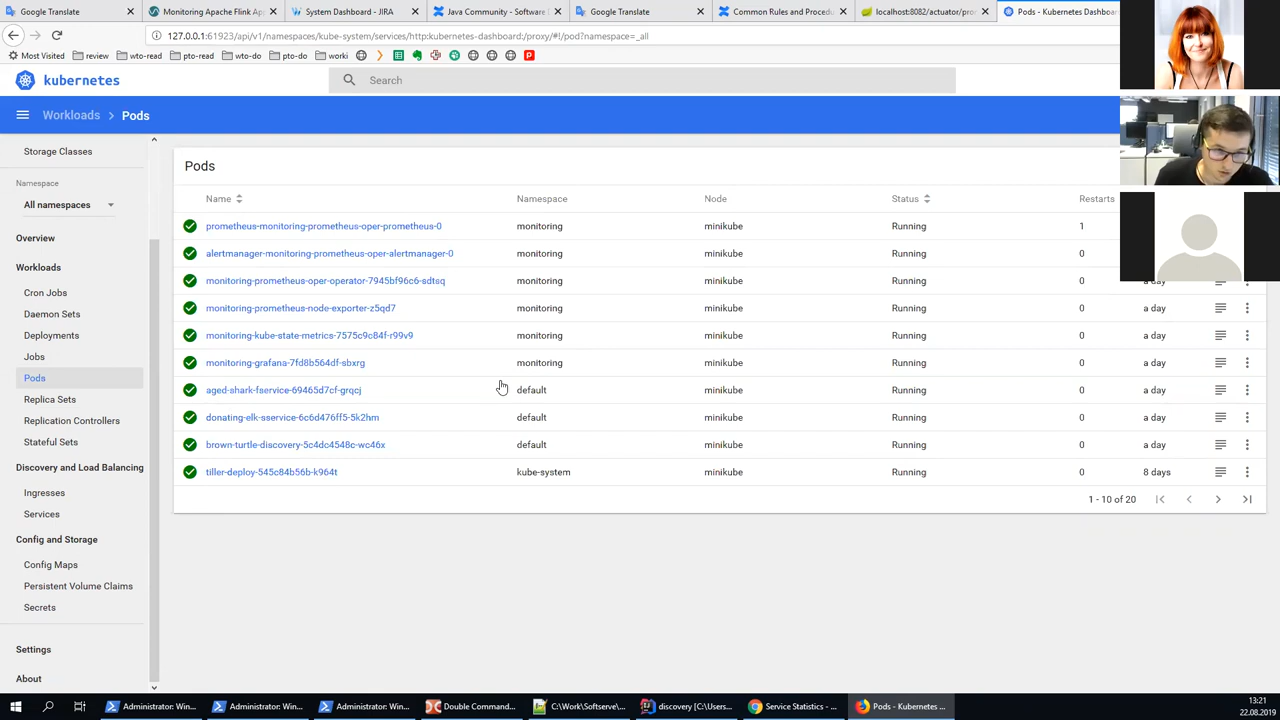 Google Translate
Monitoring Apache Flink Ap
System Dashboard - JIRA
Java Community - Software
Google Translate
Common Rules and Procedu
localhost:8082/actuator/pro
Pods - Kubernetes Dashboa
127.0.0.1:61923/api/v1/namespaces/kube-system/services/http:kubernetes-dashboard:/proxy/#!/pod?namespace=_all
Most Visited review wto-read pto-read wto-do pto-do worki
kubernetes
Search
Workloads > Pods
Storage Classes
Namespace
All namespaces
Overview
Workloads
Cron Jobs
Daemon Sets
Deployments
Jobs
Pods
Replica Sets
Replication Controllers
Stateful Sets
Discovery and Load Balancing
Ingresses
Services
Config and Storage
Config Maps
Persistent Volume Claims
Secrets
Settings
About
Pods
Name Namespace Node Status Restarts
prometheus-monitoring-prometheus-oper-prometheus-0 monitoring minikube Running 1
alertmanager-monitoring-prometheus-oper-alertmanager-0 monitoring minikube Running 0
monitoring-prometheus-oper-operator-7945bf96c6-sdtsq monitoring minikube Running 0
monitoring-prometheus-node-exporter-z5qd7 monitoring minikube Running 0 a day
monitoring-kube-state-metrics-7575c9c84f-r99v9 monitoring minikube Running 0 a day
monitoring-grafana-7fd8b564df-sbxrg monitoring minikube Running 0 a day
aged-shark-fservice-69465d7cf-grqcj default minikube Running 0 a day
donating-elk-sservice-6c6d476ff5-5k2hm default minikube Running 0 a day
brown-turtle-discovery-5c4dc4548c-wc46x default minikube Running 0 a day
tiller-deploy-545c84b56b-k964t kube-system minikube Running 0 8 days
1 - 10 of 20
Administrator: Win...
Administrator: Win...
Administrator: Win...
Double Command...
C:\Work\Softserve...
discovery [C:\Users...
Service Statistics - ...
Pods - Kubernetes ...
13:21
22.08.2019